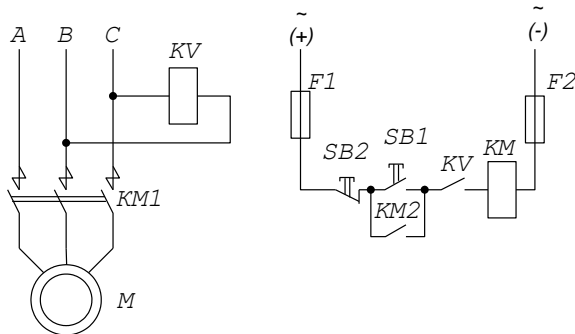 A B C
KV
KM1
M
~ ~
(+) (-)
F1 F2
SB2 SB1 KV KM
KM2